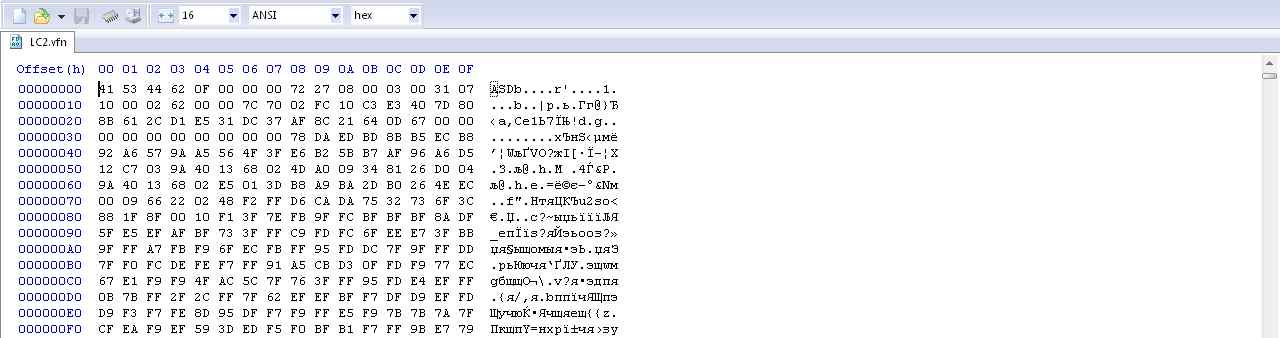 16 ANSI hex
LC2.vfn
Offset(h) 00 01 02 03 04 05 06 07 08 09 0A 0B 0C 0D 0E 0F
00000000 41 53 44 62 0F 00 00 00 72 27 08 00 03 00 31 07 ASDb....r'....1.
00000010 10 00 02 62 00 00 7C 70 02 FC 10 C3 E3 40 7D 80 ...b..|p.ь.Гг@}Ђ
00000020 8B 61 2C D1 E5 31 DC 37 AF 8C 21 64 0D 67 00 00 ‹a,Се1Ь7ЇЊ!d.g..
00000030 00 00 00 00 00 00 78 DA ED BD 8B B5 EC B8 ........xЪнЅ‹µмё
00000040 92 A6 57 9A A5 56 4F 3F E6 B2 5B B7 AF 96 A6 D5 ’¦WљҐVO?жІ[·Ї–¦Х
00000050 12 C7 03 9A 40 13 68 02 4D A0 09 34 81 26 D0 04 .З.љ@.h.M .4Ѓ&Р.
00000060 9A 40 13 68 02 E5 01 3D B8 A9 BA 2D B0 26 4E EC љ@.h.е.=ё©є-°&Nм
00000070 00 09 66 22 02 48 F2 FF D6 CA DA 75 32 73 6F 3C ..f".HтяЦКЪu2so<
00000080 88 1F 8F 00 10 F1 3F 7E FB 9F FC BF BF BF 8A DF €.Џ..с?~ыџьїїїЉЯ
00000090 5F E5 EF AF BF 73 3F FF C9 FD FC 6F EE E7 3F BB _епЇїs?яЙэьoоз?»
000000A0 9F FF A7 FB F9 6F EC FB FF 95 FD DC 7F 9F FF DD џя§ыщoмыя•эЬ.џяЭ
000000B0 7F F0 FC DE FE F7 FF 91 A5 CB D3 0F FD F9 77 EC .рьЮючя‘ҐЛУ.эщwм
000000C0 67 E1 F9 F9 4F AC 5C 7F 76 3F FF 95 FD E4 EF FF gбщщO¬\.v?я•эдпя
000000D0 0B 7B FF 2F 2C FF 7F 62 EF EF BF F7 DF D9 EF FD .{я/,я.bппїчЯЩпэ
000000E0 D9 F3 F7 FE 8D 95 DF F7 F9 FF E5 F9 7B 7B 7A 7F ЩучюЌ•Ячщяещ{{z.
000000F0 CF EA F9 EF 59 3D ED F5 F0 BF B1 F7 FF 9B E7 79 ПкщпY=нхрї±чя›зy